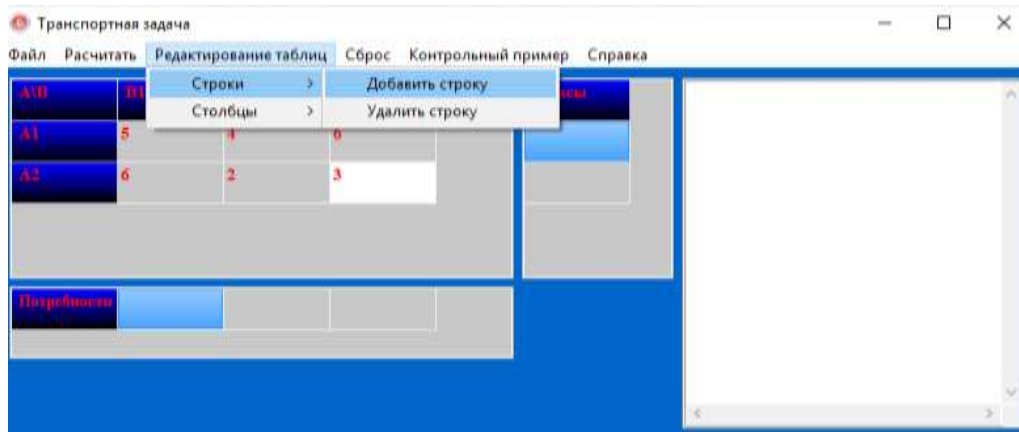 Транспортная задача
Файл Расчитать Редактирование таблиц Сброс Контрольный пример Справка
Строки > Добавить строку
Столбцы > Удалить строку
A\B B1
A1 5 4 6
A2 6 2 3
Потребности